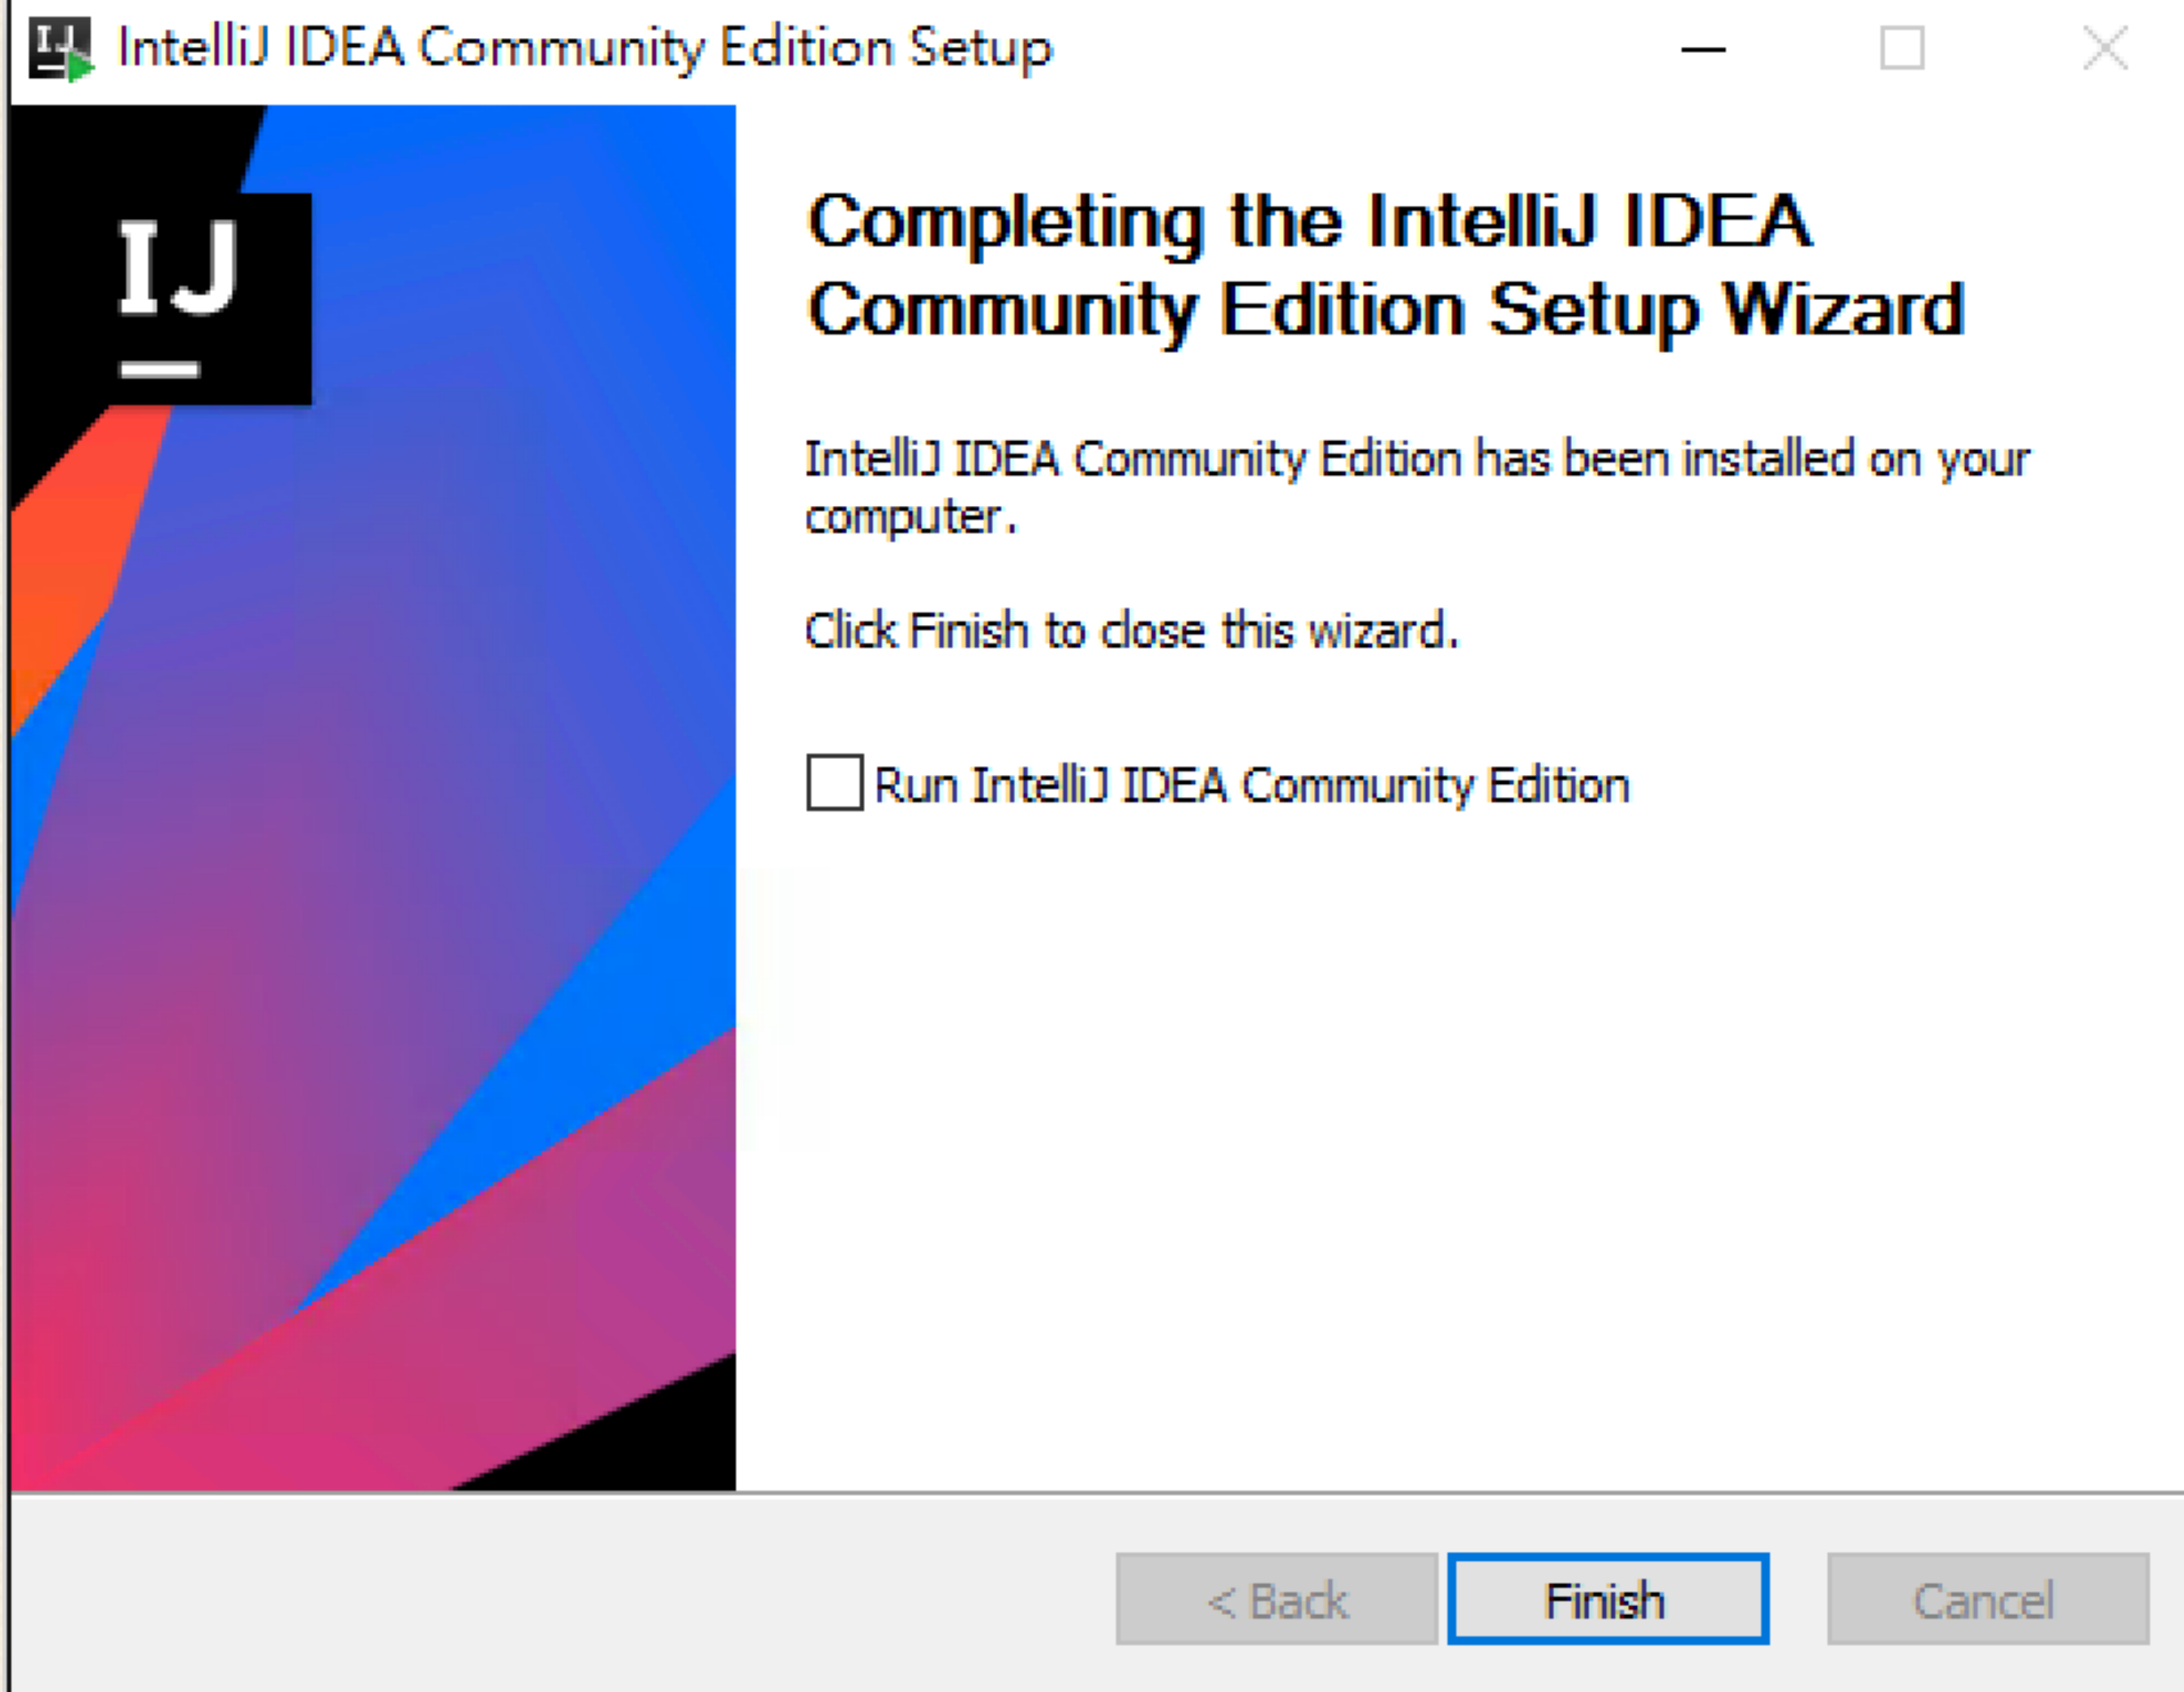 IntelliJ IDEA Community Edition Setup
IJ
Completing the IntelliJ IDEA
Community Edition Setup Wizard
IntelliJ IDEA Community Edition has been installed on your
computer.
Click Finish to close this wizard.
Run IntelliJ IDEA Community Edition
< Back
Finish
Cancel